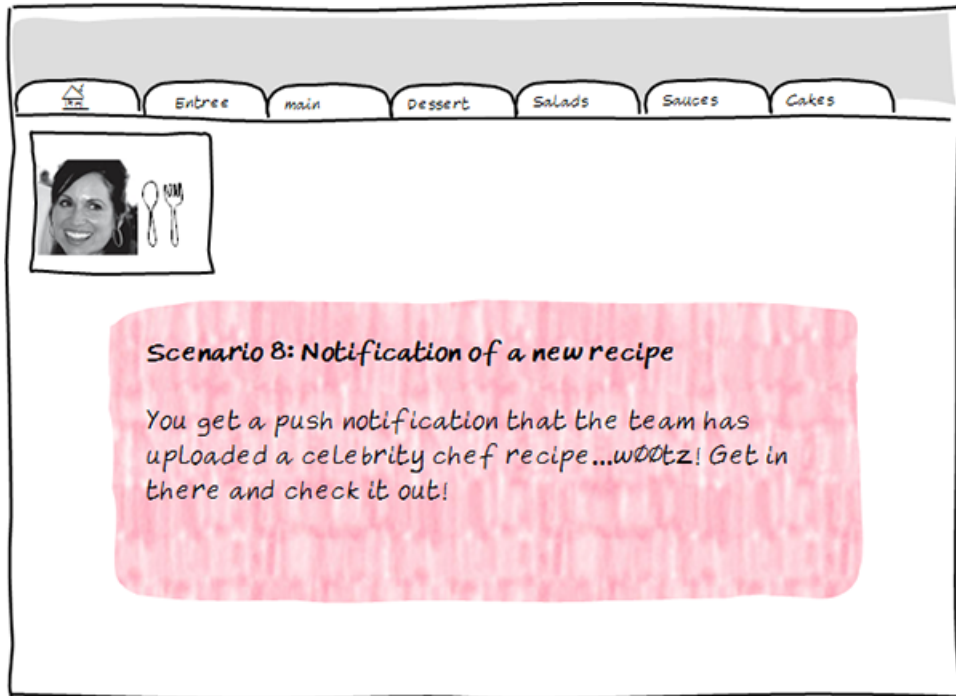 Entree main Dessert Salads Sauces Cakes
Scenario 8: Notification of a new recipe
You get a push notification that the team has
uploaded a celebrity chef recipe...wØØtz! Get in
there and check it out!